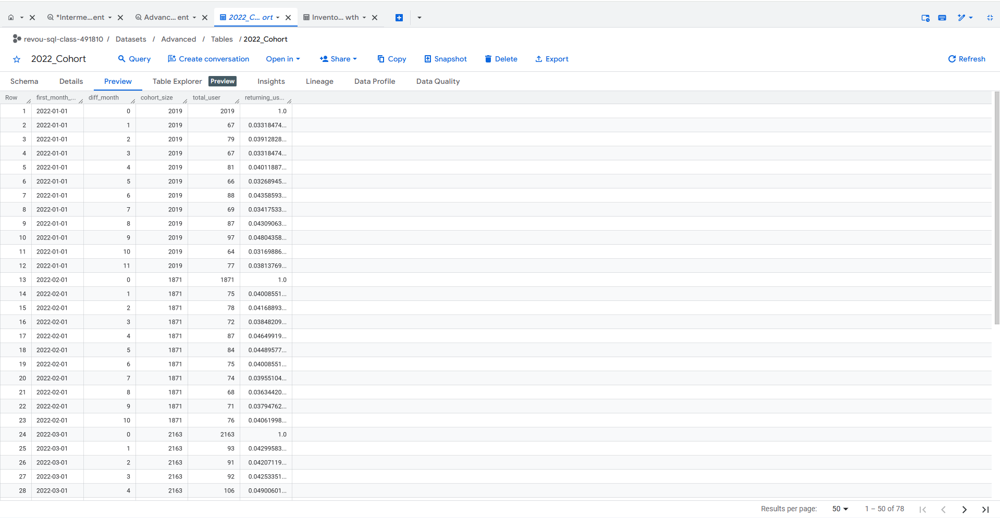 *Interme...ent Advanc... ent 2022_C... ort Invento... wth
revou-sql-class-491810 / Datasets / Advanced / Tables / 2022_Cohort
2022_Cohort Query Create conversation Open in Share Copy Snapshot Delete Export Refresh
Schema Details Preview Table Explorer Preview Insights Lineage Data Profile Data Quality
Row first_month_... diff_month cohort_size total_user returning_us...
1 2022-01-01 0 2019 2019 1.0
2 2022-01-01 1 2019 67 0.03318474...
3 2022-01-01 2 2019 79 0.03912828...
4 2022-01-01 3 2019 67 0.03318474...
5 2022-01-01 4 2019 81 0.04011887...
6 2022-01-01 5 2019 66 0.03268945...
7 2022-01-01 6 2019 88 0.04358593...
8 2022-01-01 7 2019 69 0.03417533...
9 2022-01-01 8 2019 87 0.04309063...
10 2022-01-01 9 2019 97 0.04804358...
11 2022-01-01 10 2019 64 0.03169886...
12 2022-01-01 11 2019 77 0.03813769...
13 2022-02-01 0 1871 1871 1.0
14 2022-02-01 1 1871 75 0.04008551...
15 2022-02-01 2 1871 78 0.04168893...
16 2022-02-01 3 1871 72 0.03848209...
17 2022-02-01 4 1871 87 0.04649919...
18 2022-02-01 5 1871 84 0.04489577...
19 2022-02-01 6 1871 75 0.04008551...
20 2022-02-01 7 1871 74 0.03955104...
21 2022-02-01 8 1871 68 0.03634420...
22 2022-02-01 9 1871 71 0.03794762...
23 2022-02-01 10 1871 76 0.04061998...
24 2022-03-01 0 2163 2163 1.0
25 2022-03-01 1 2163 93 0.04299583...
26 2022-03-01 2 2163 91 0.04207119...
27 2022-03-01 3 2163 92 0.04253351...
28 2022-03-01 4 2163 106 0.04900601...
Results per page: 50 1 – 50 of 78